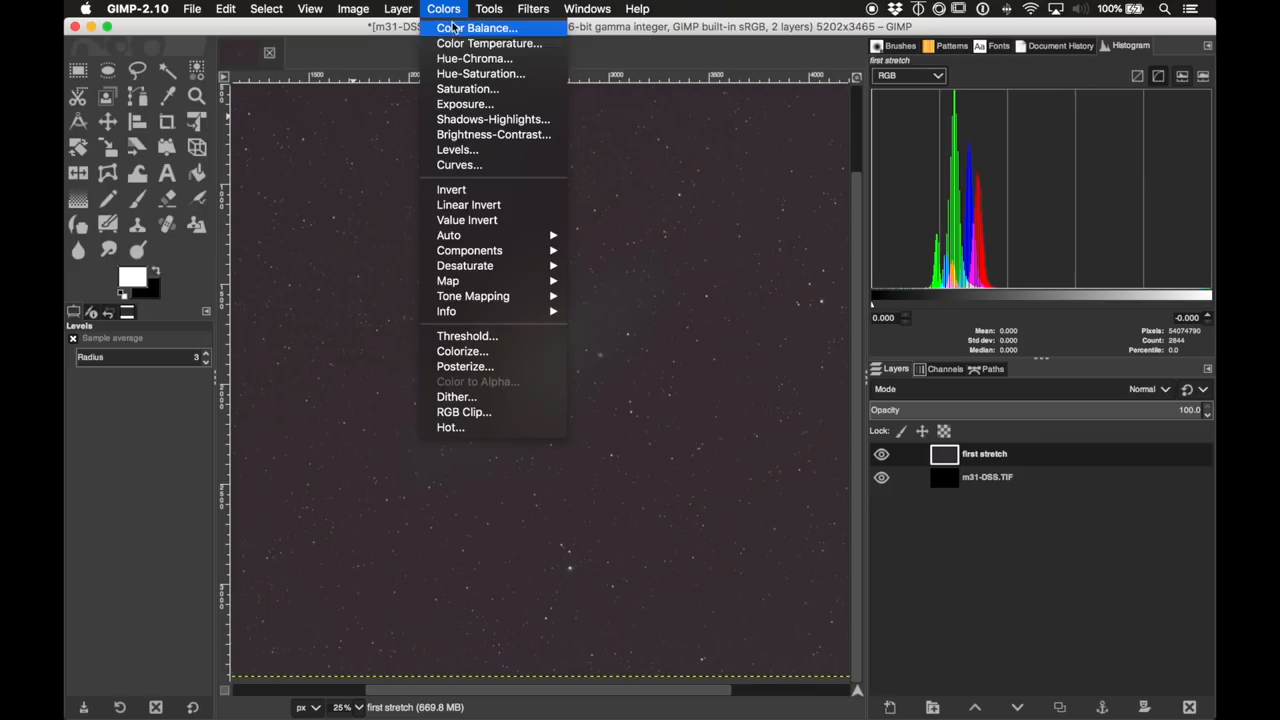 GIMP-2.10 File Edit Select View Image Layer Colors Tools Filters Windows Help 100%
*[m31-DSS 6-bit gamma integer, GIMP built-in sRGB, 2 layers) 5202x3465 – GIMP
Color Balance...
Color Temperature...
Hue-Chroma...
Hue-Saturation...
Saturation...
Exposure...
Shadows-Highlights...
Brightness-Contrast...
Levels...
Curves...
Invert
Linear Invert
Value Invert
Auto
Components
Desaturate
Map
Tone Mapping
Info
Threshold...
Colorize...
Posterize...
Color to Alpha...
Dither...
RGB Clip...
Hot...
Levels
Sample average
Radius 3
1500 3000 4000
px 25% first stretch (669.8 MB)
Brushes Patterns Aa Fonts Document History Histogram
first stretch
RGB
0.000 -0.000
Mean: 0.000 Pixels: 54074790
Std dev: 0.000 Count: 2844
Median: 0.000 Percentile: 0.0
Layers Channels Paths
Mode Normal
Opacity 100.0
Lock:
first stretch
m31-DSS.TIF